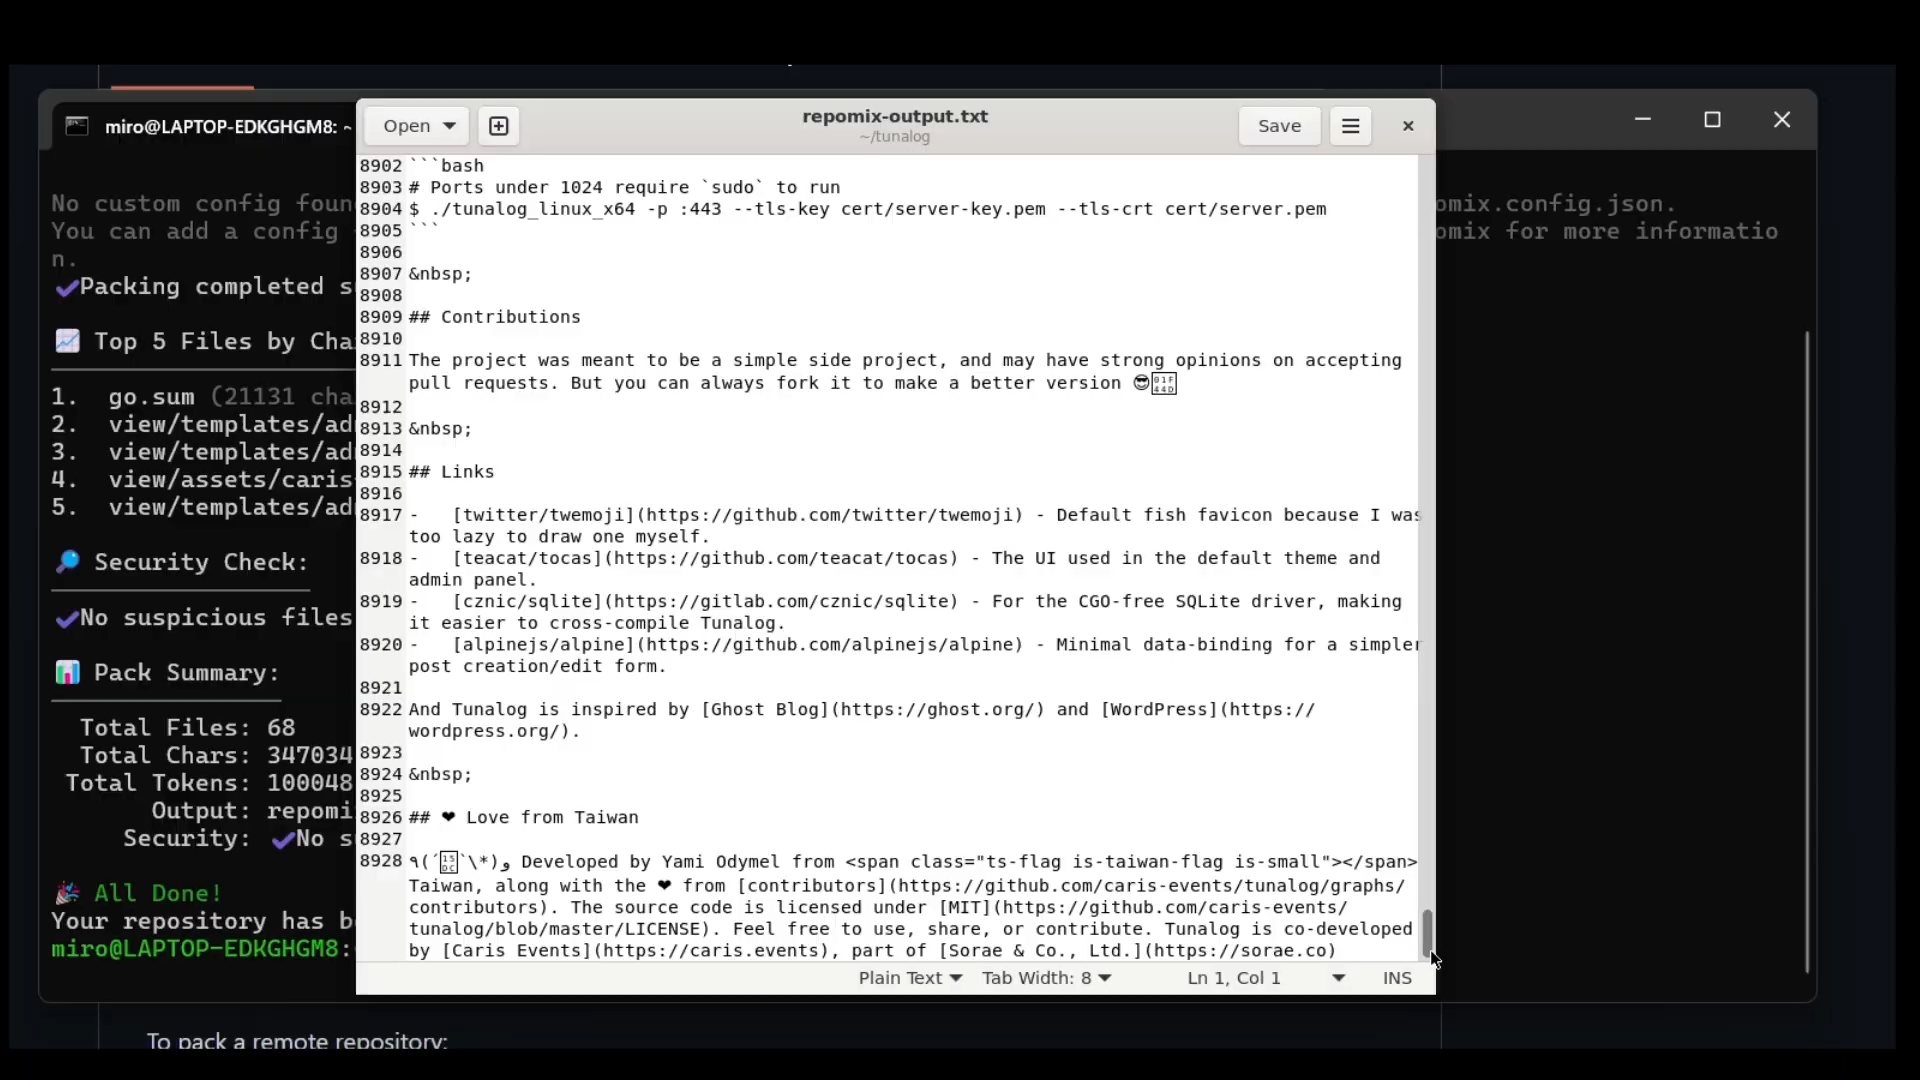 miro@LAPTOP-EDKGHGM8: ~
No custom config foun
You can add a config
n.
✔Packing completed s
📈 Top 5 Files by Cha
1. go.sum (21131 cha
2. view/templates/ad
3. view/templates/ad
4. view/assets/caris
5. view/templates/ad
🔎 Security Check:
✔No suspicious files
📊 Pack Summary:
Total Files: 68
Total Chars: 347034
Total Tokens: 100048
Output: repomi
Security: ✔No s
🎉 All Done!
Your repository has b
miro@LAPTOP-EDKGHGM8:
omix.config.json.
omix for more informatio
Open
repomix-output.txt
~/tunalog
Save
8902 ```bash
8903 # Ports under 1024 require `sudo` to run
8904 $ ./tunalog_linux_x64 -p :443 --tls-key cert/server-key.pem --tls-crt cert/server.pem
8905 ```
8906
8907 &nbsp;
8908
8909 ## Contributions
8910
8911 The project was meant to be a simple side project, and may have strong opinions on accepting
pull requests. But you can always fork it to make a better version 😎
8912
8913 &nbsp;
8914
8915 ## Links
8916
8917 -   [twitter/twemoji](https://github.com/twitter/twemoji) - Default fish favicon because I was
too lazy to draw one myself.
8918 -   [teacat/tocas](https://github.com/teacat/tocas) - The UI used in the default theme and
admin panel.
8919 -   [cznic/sqlite](https://gitlab.com/cznic/sqlite) - For the CGO-free SQLite driver, making
it easier to cross-compile Tunalog.
8920 -   [alpinejs/alpine](https://github.com/alpinejs/alpine) - Minimal data-binding for a simpler
post creation/edit form.
8921
8922 And Tunalog is inspired by [Ghost Blog](https://ghost.org/) and [WordPress](https://
wordpress.org/).
8923
8924 &nbsp;
8925
8926 ## ❤ Love from Taiwan
8927
8928 ٩(´`\*)و Developed by Yami Odymel from <span class="ts-flag is-taiwan-flag is-small"></span>
Taiwan, along with the ❤ from [contributors](https://github.com/caris-events/tunalog/graphs/
contributors). The source code is licensed under [MIT](https://github.com/caris-events/
tunalog/blob/master/LICENSE). Feel free to use, share, or contribute. Tunalog is co-developed
by [Caris Events](https://caris.events), part of [Sorae & Co., Ltd.](https://sorae.co)
Plain Text
Tab Width: 8
Ln 1, Col 1
INS
To pack a remote repository: